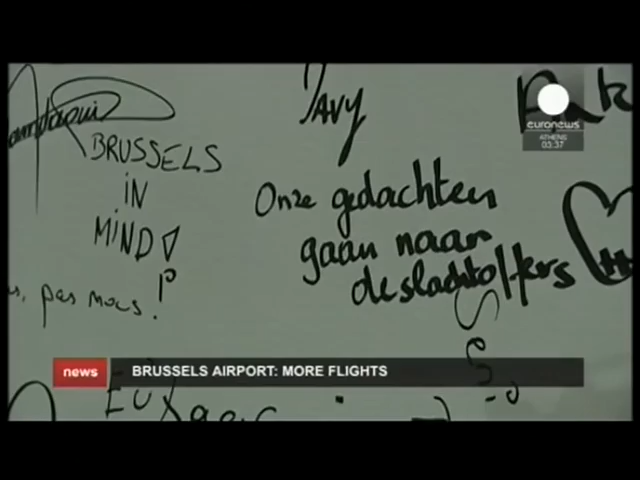 Davy
euronews
ATHENS
03:37
BRUSSELS
iN
MiND!
Onze gedachten
gaan naar
de slachtoffers
pas nous!
news
BRUSSELS AIRPORT: MORE FLIGHTS